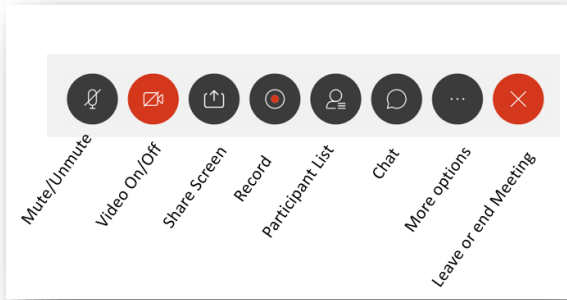 Mute/Unmute
Video On/Off
Share Screen
Record
Participant List
Chat
More options
Leave or end Meeting